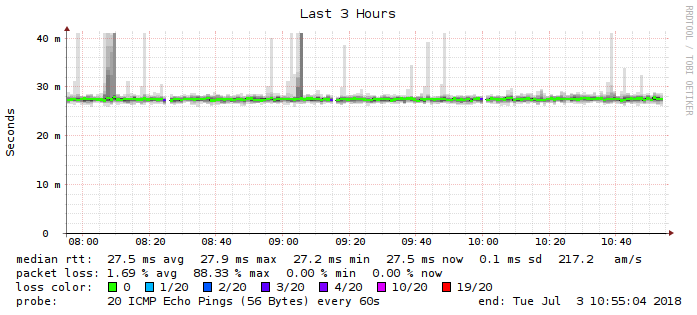 Last 3 Hours
RRDTOOL / TOBI OETIKER
Seconds
40 m
30 m
20 m
10 m
0
08:00 08:20 08:40 09:00 09:20 09:40 10:00 10:20 10:40
median rtt: 27.5 ms avg 27.9 ms max 27.2 ms min 27.5 ms now 0.1 ms sd 217.2 am/s
packet loss: 1.69 % avg 88.33 % max 0.00 % min 0.00 % now
loss color: 0 1/20 2/20 3/20 4/20 10/20 19/20
probe: 20 ICMP Echo Pings (56 Bytes) every 60s end: Tue Jul 3 10:55:04 2018